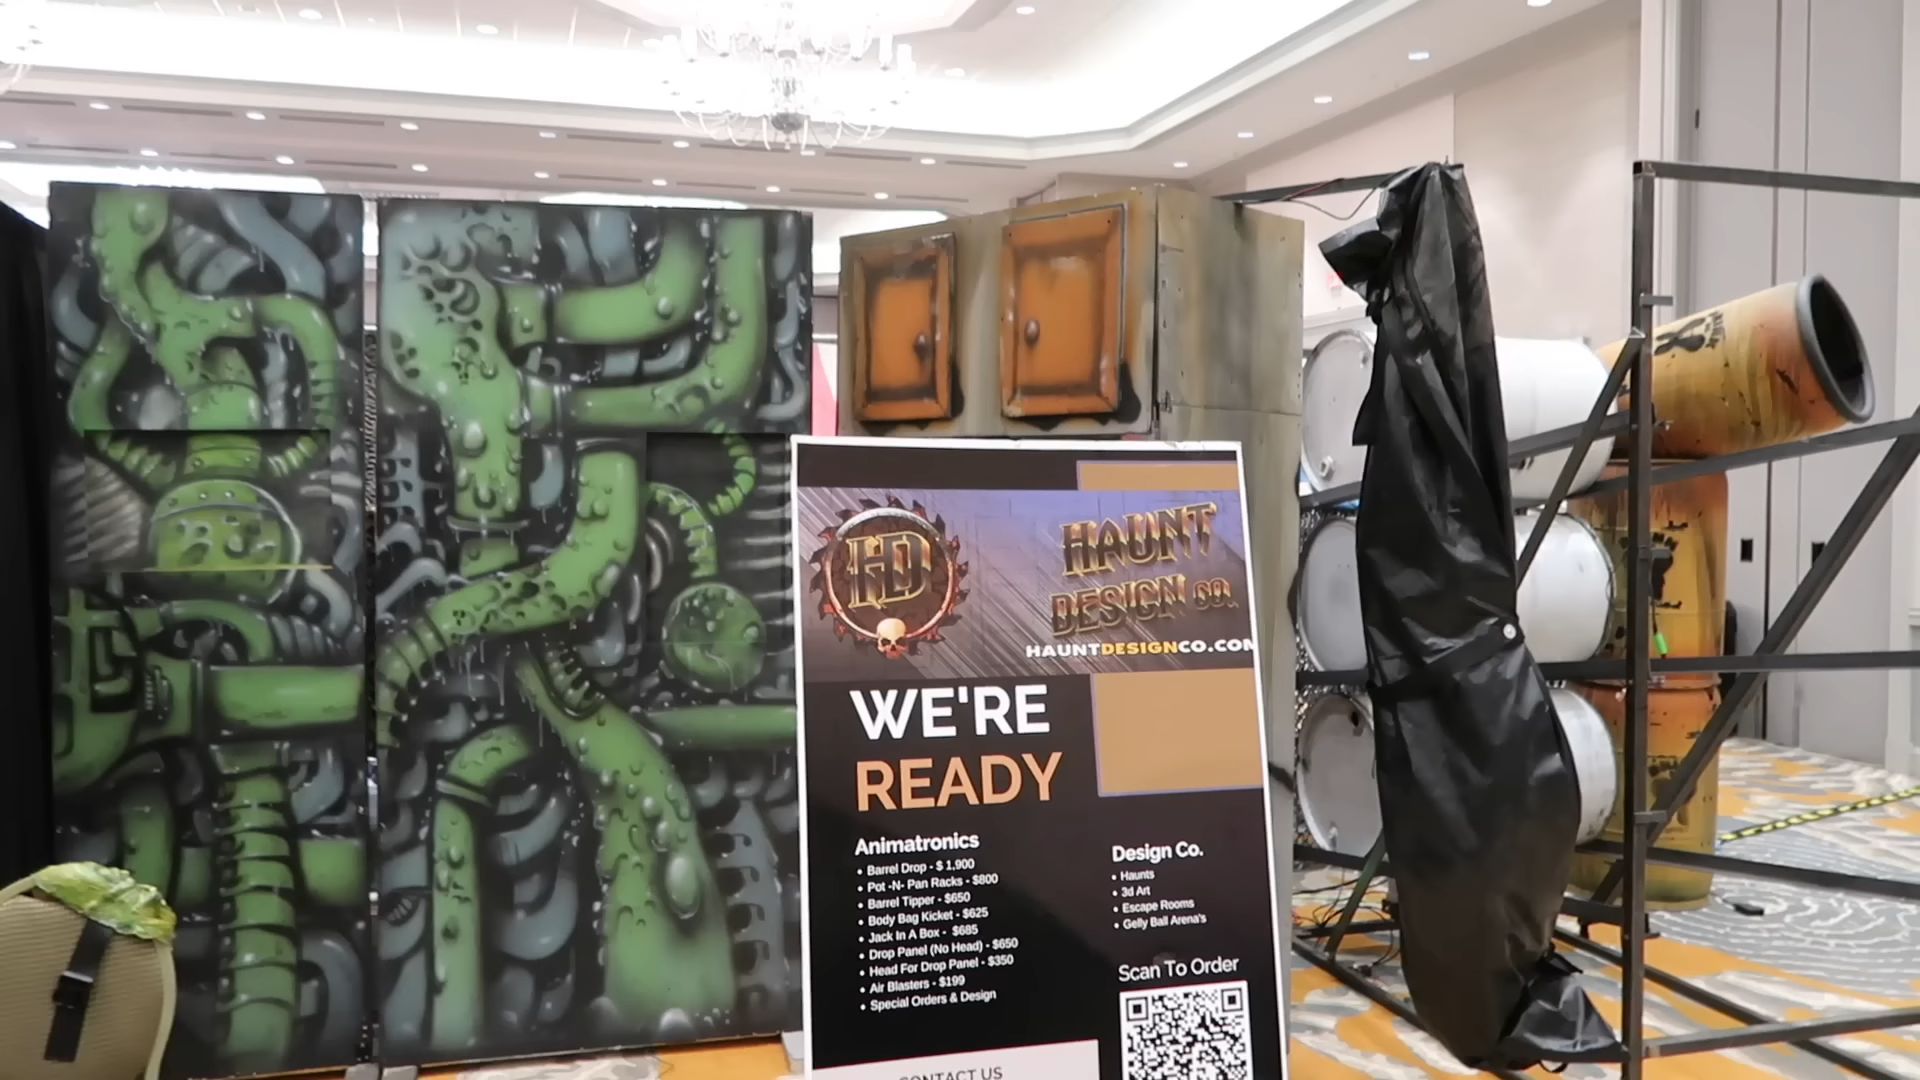 HD
HAUNT
DESIGN CO.
HAUNTDESIGNCO.COM
WE'RE
READY
Animatronics
• Barrel Drop - $ 1,900
• Pot -N- Pan Racks - $800
• Barrel Tipper - $650
• Body Bag Kicket - $625
• Jack In A Box - $685
• Drop Panel (No Head) - $650
• Head For Drop Panel - $350
• Air Blasters - $199
• Special Orders & Design
Design Co.
• Haunts
• 3d Art
• Escape Rooms
• Gelly Ball Arena's
Scan To Order
CONTACT US